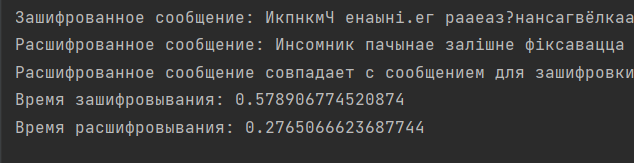 Зашифрованное сообщение: ИкпнкмЧ енаыні.ег рааеаз?нансагвёлкаа
Расшифрованное сообщение: Инсомник пачынае залішне фіксавацца
Расшифрованное сообщение совпадает с сообщением для зашифровки
Время зашифровывания: 0.578906774520874
Время расшифровывания: 0.2765066623687744